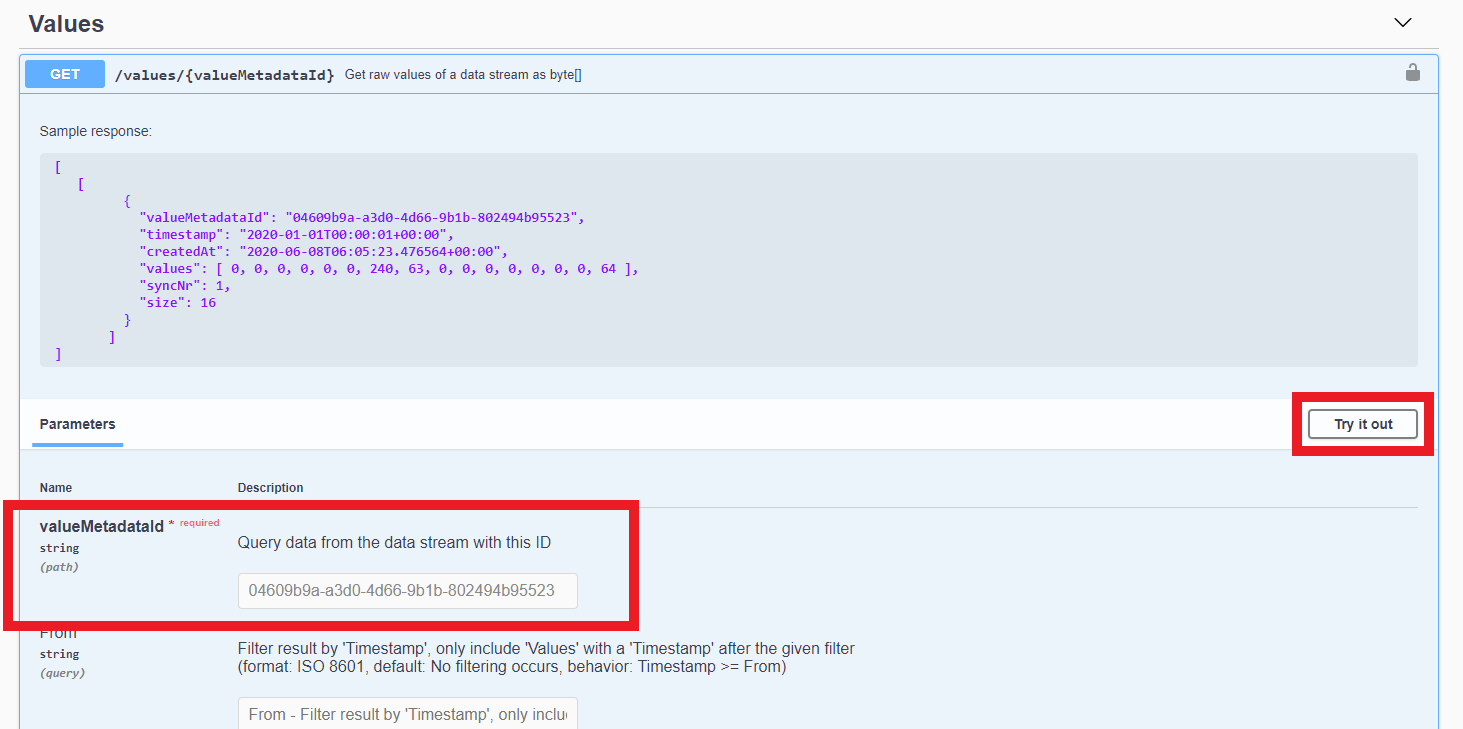 Values
GET /values/{valueMetadataId} Get raw values of a data stream as byte[]
Sample response:
[
[
{
"valueMetadataId": "04609b9a-a3d0-4d66-9b1b-802494b95523",
"timestamp": "2020-01-01T00:00:01+00:00",
"createdAt": "2020-06-08T06:05:23.476564+00:00",
"values": [ 0, 0, 0, 0, 0, 0, 240, 63, 0, 0, 0, 0, 0, 0, 0, 64 ],
"syncNr": 1,
"size": 16
}
]
]
Parameters Try it out
Name Description
valueMetadataId * required
string
(path)
Query data from the data stream with this ID
04609b9a-a3d0-4d66-9b1b-802494b95523
From
string
(query)
Filter result by 'Timestamp', only include 'Values' with a 'Timestamp' after the given filter
(format: ISO 8601, default: No filtering occurs, behavior: Timestamp >= From)
From - Filter result by 'Timestamp', only inclu